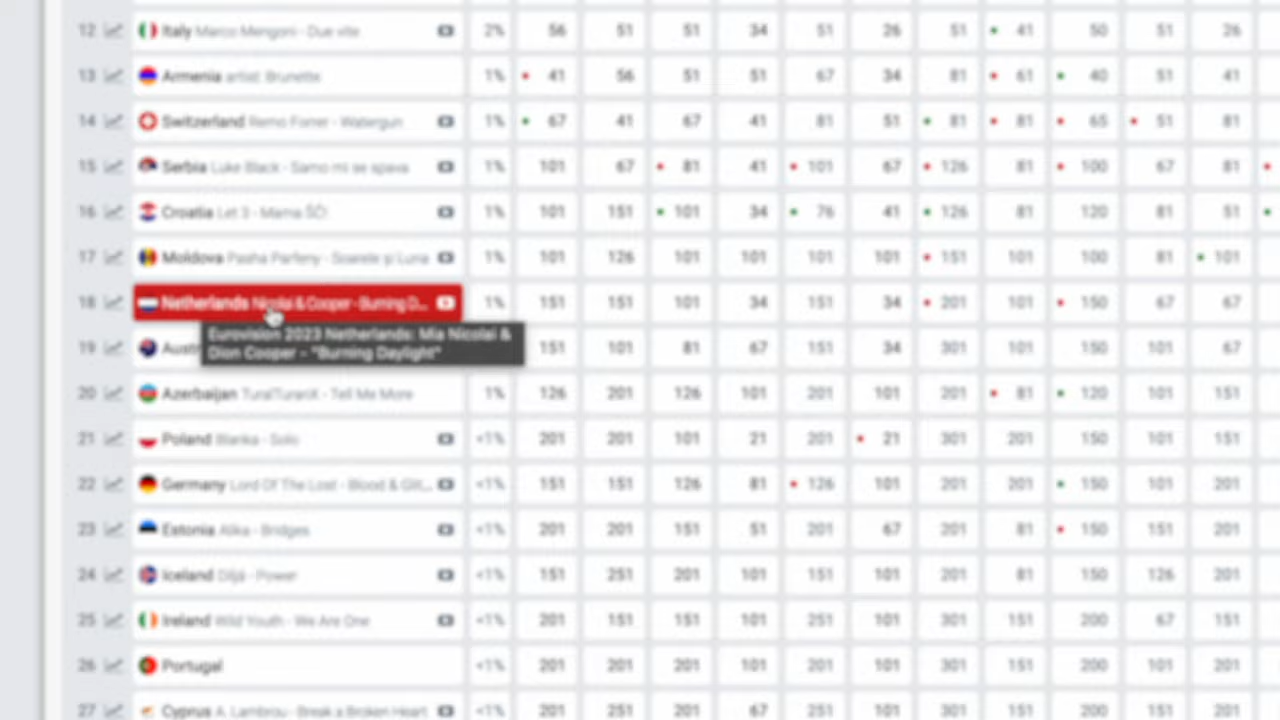 12 Italy Marco Mengoni - Due vite 2% 56 51 51 34 51 26 51 41 50 51 26
13 Armenia artist: Brunette 1% 41 56 51 51 67 34 81 61 40 51 41
14 Switzerland Remo Forrer - Watergun 1% 67 41 67 41 81 51 81 81 65 51 81
15 Serbia Luke Black - Samo mi se spava 1% 101 67 81 41 101 67 126 81 100 67 81
16 Croatia Let 3 - Mama ŠČ! 1% 101 151 101 34 76 41 126 81 120 81 51
17 Moldova Pasha Parfeny - Soarele și Luna 1% 101 126 101 101 101 101 151 101 100 81 101
18 Netherlands Nicolai & Cooper - Burning D... 1% 151 151 101 34 151 34 201 101 150 67 67
Eurovision 2023 Netherlands: Mia Nicolai &
Dion Cooper - "Burning Daylight"
19 Aust 151 101 81 67 151 34 301 101 150 101 67
20 Azerbaijan TuralTuranX - Tell Me More 1% 126 201 126 101 201 101 201 81 120 101 151
21 Poland Blanka - Solo <1% 201 201 101 21 201 21 301 201 150 101 151
22 Germany Lord Of The Lost - Blood & Glit... <1% 151 151 126 81 126 101 201 201 150 101 201
23 Estonia Alika - Bridges <1% 201 201 151 51 201 67 201 81 150 151 201
24 Iceland Diljá - Power <1% 151 251 201 101 151 101 201 81 150 126 201
25 Ireland Wild Youth - We Are One <1% 201 151 151 101 251 101 301 151 200 67 151
26 Portugal <1% 201 201 201 101 201 101 301 151 200 101 201
27 Cyprus A. Lambrou - Break a Broken Heart <1% 201 251 201 67 251 101 301 151 200 151 201